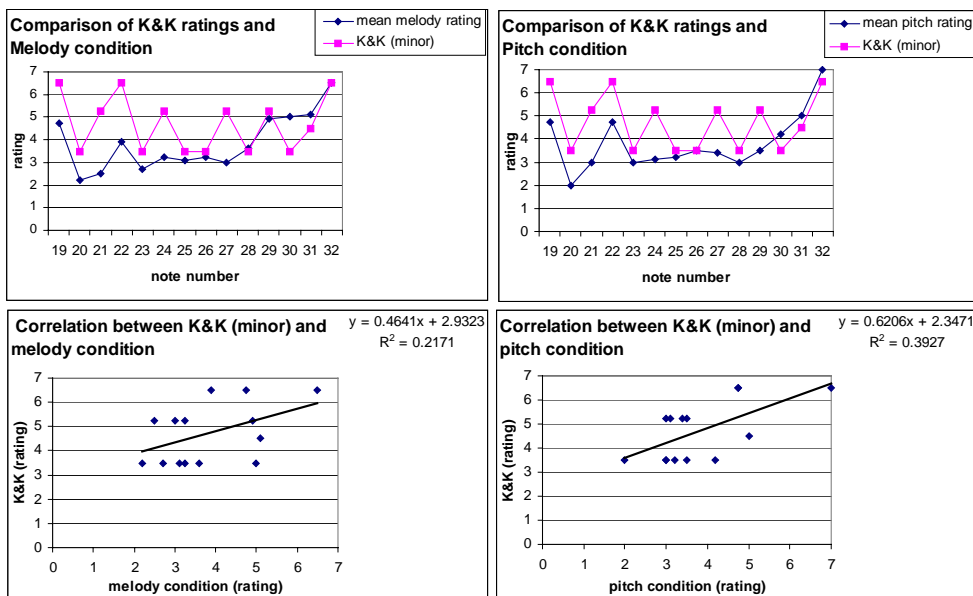 Comparison of K&K ratings and
Melody condition
mean melody rating
K&K (minor)
7
6
5
4
3
2
1
0
rating
19 20 21 22 23 24 25 26 27 28 29 30 31 32
note number
Comparison of K&K ratings and
Pitch condition
mean pitch rating
K&K (minor)
7
6
5
4
3
2
1
0
rating
19 20 21 22 23 24 25 26 27 28 29 30 31 32
note number
Correlation between K&K (minor) and
melody condition
y = 0.4641x + 2.9323
R² = 0.2171
7
6
5
4
3
2
1
0
K&K (rating)
0 1 2 3 4 5 6 7
melody condition (rating)
Correlation between K&K (minor) and
pitch condition
y = 0.6206x + 2.3471
R² = 0.3927
7
6
5
4
3
2
1
0
K&K (rating)
0 1 2 3 4 5 6 7
pitch condition (rating)